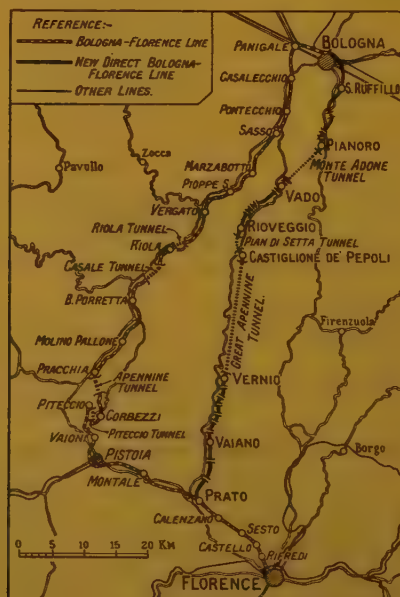 REFERENCE:-
BOLOGNA-FLORENCE LINE
NEW DIRECT BOLOGNA-
FLORENCE LINE
OTHER LINES.
PANIGALE
BOLOGNA
CASALECCHIO
S. RUFFILLO
PONTECCHIO
SASSO
PIANORO
Zocca
Pavullo
MONTE ADONE
TUNNEL
MARZABOTTO
PIOPPE S.
VADO
VERGATO
RIOLA TUNNEL
RIOVEGGIO
RIOLA
PIAN DI SETTA TUNNEL
CASTIGLIONE DE' PEPOLI
CASALE TUNNEL
B. PORRETTA
GREAT APENNINE
TUNNEL.
Firenzuola
MOLINO PALLONE
PRACCHIA
APENNINE
TUNNEL
VERNIO
PITECCIO
CORBEZZI
PITECCIO TUNNEL
VAIONI
VAIANO
Borgo
PISTOIA
MONTALE
PRATO
CALENZANO
SESTO
CASTELLO
RIFREDI
0 5 10 15 20 KM
FLORENCE